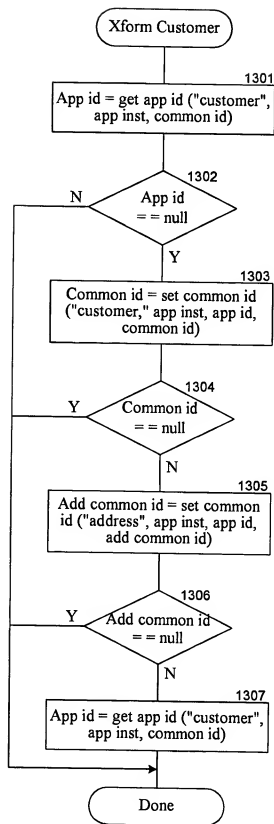 Xform Customer
1301
App id = get app id ("customer",
app inst, common id)
1302
N
App id
= = null
Y
1303
Common id = set common id
("customer," app inst, app id,
common id)
1304
Y
Common id
= = null
N
1305
Add common id = set common
id ("address", app inst, app id,
add common id)
1306
Y
Add common id
= = null
N
1307
App id = get app id ("customer",
app inst, common id)
Done